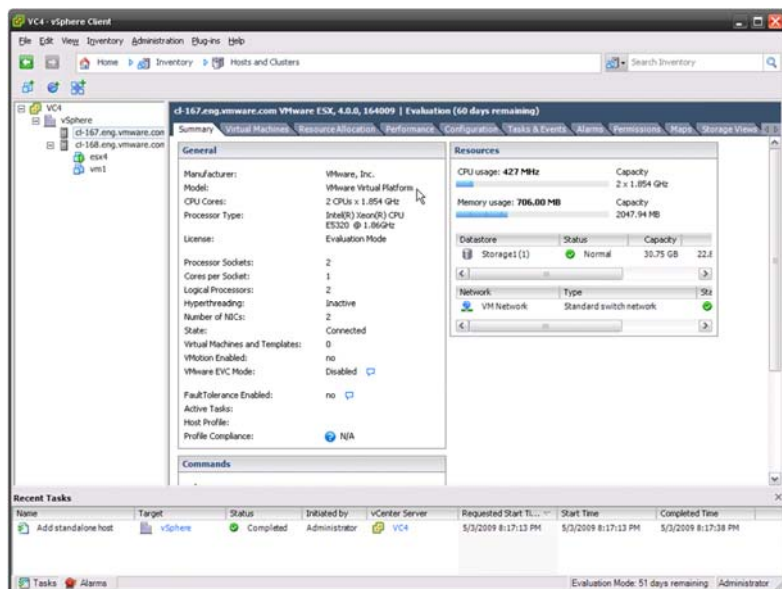 VC4 - vSphere Client
File Edit View Inventory Administration Plug-ins Help
Home Inventory Hosts and Clusters Search Inventory
VC4
vSphere
cl-167.eng.vmware.com
cl-168.eng.vmware.com
esx4
vm1
cl-167.eng.vmware.com VMware ESX, 4.0.0, 164009 | Evaluation (60 days remaining)
Summary Virtual Machines Resource Allocation Performance Configuration Tasks & Events Alarms Permissions Maps Storage Views
General
Manufacturer: VMware, Inc.
Model: VMware Virtual Platform
CPU Cores: 2 CPUs x 1.854 GHz
Processor Type: Intel(R) Xeon(R) CPU
E5320 @ 1.86GHz
License: Evaluation Mode
Processor Sockets: 2
Cores per Socket: 1
Logical Processors: 2
Hyperthreading: Inactive
Number of NICs: 2
State: Connected
Virtual Machines and Templates: 0
VMotion Enabled: no
VMware EVC Mode: Disabled
FaultTolerance Enabled: no
Active Tasks:
Host Profile:
Profile Compliance: N/A
Commands
Resources
CPU usage: 427 MHz Capacity
2 x 1.854 GHz
Memory usage: 706.00 MB Capacity
2047.94 MB
Datastore Status Capacity
Storage1 (1) Normal 30.75 GB 22.8
Network Type Sta
VM Network Standard switch network
Recent Tasks
Name Target Status Initiated by vCenter Server Requested Start Ti... Start Time Completed Time
Add standalone host vSphere Completed Administrator VC4 5/3/2009 8:17:13 PM 5/3/2009 8:17:13 PM 5/3/2009 8:17:38 PM
Tasks Alarms Evaluation Mode: 51 days remaining Administrator